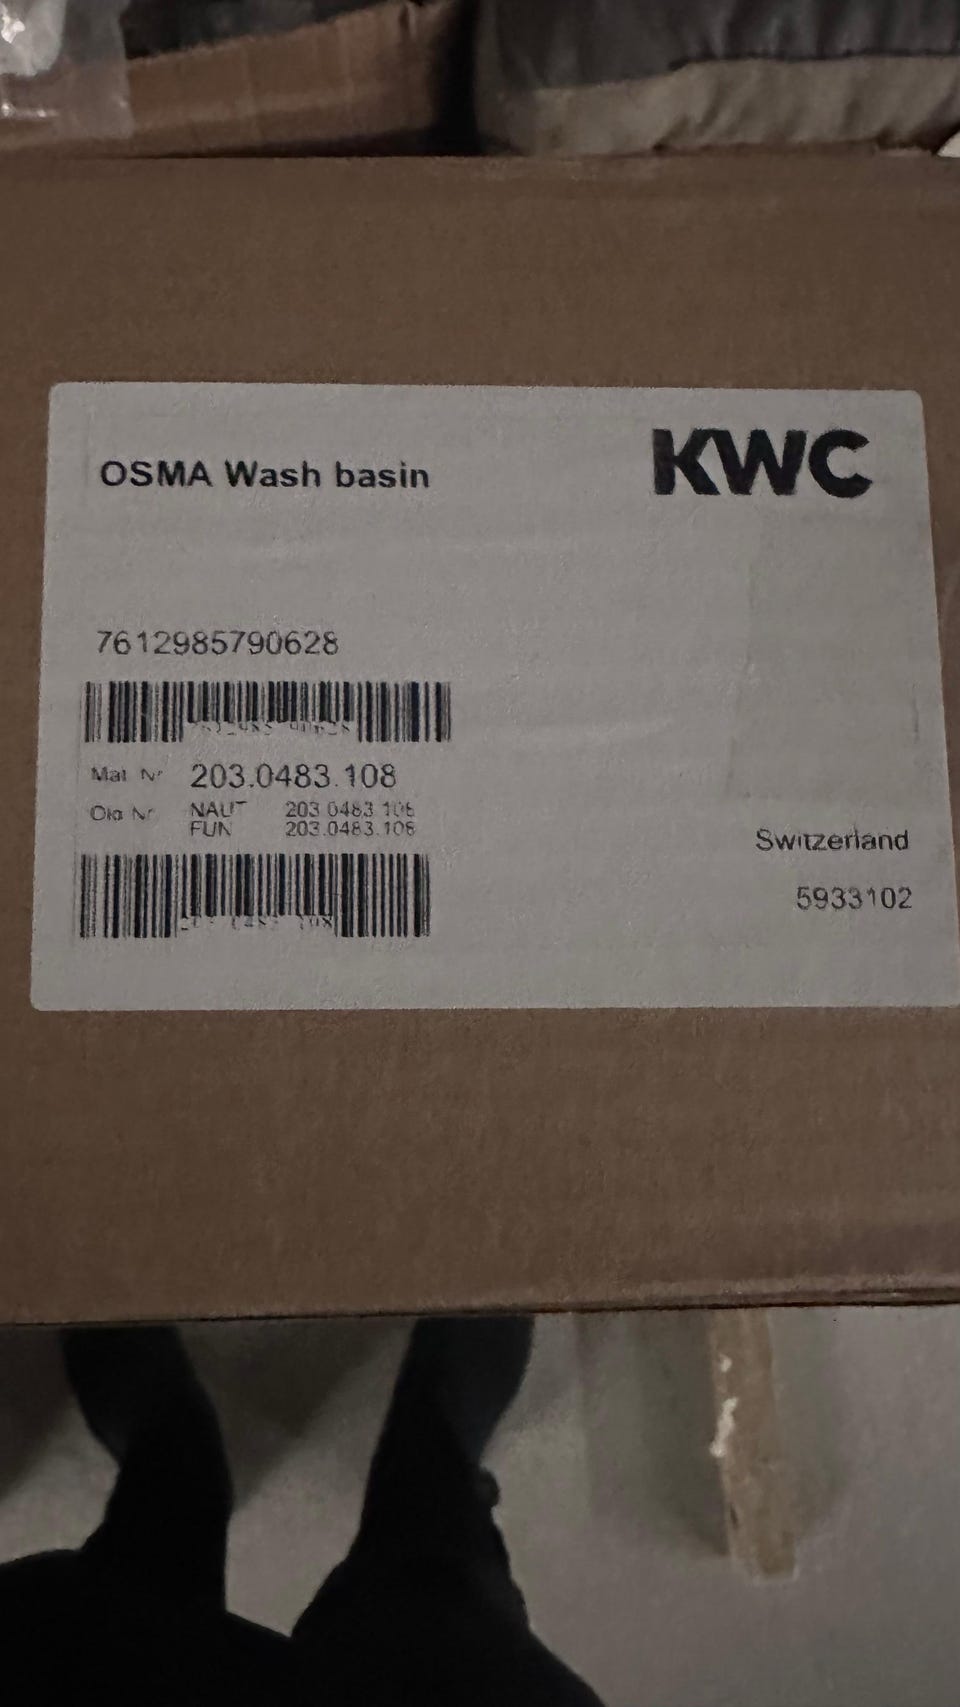 OSMA Wash basin
KWC
7612985790628
Mat Nr 203.0483.108
NAUT 203.0483.108
FUN 203.0483.108
Switzerland
5933102